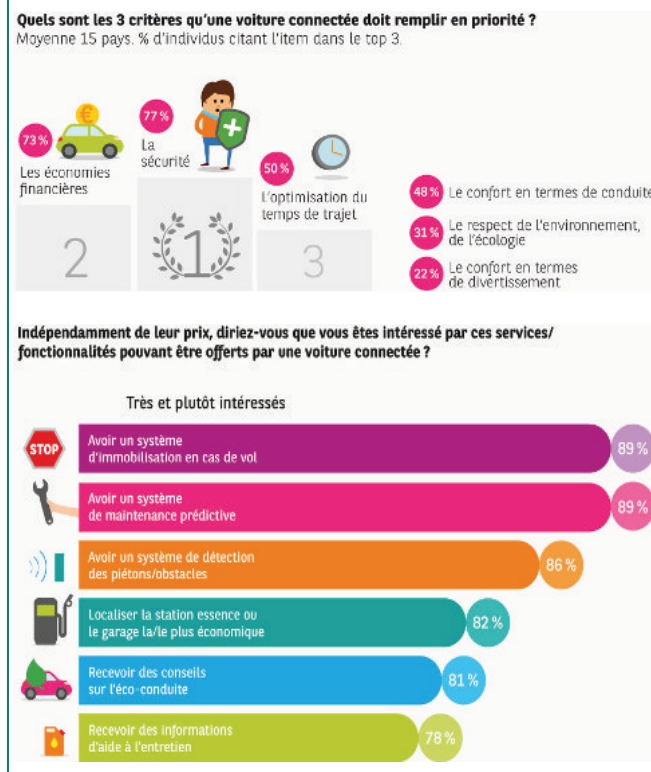 Quels sont les 3 critères qu'une voiture connectée doit remplir en priorité ?
Moyenne 15 pays. % d'individus citant l'item dans le top 3.
73 %
Les économies
financières
2
77 %
La
sécurité
1
50 %
L'optimisation du
temps de trajet
3
48 % Le confort en termes de conduite
31 % Le respect de l'environnement,
de l'écologie
22 % Le confort en termes
de divertissement
Indépendamment de leur prix, diriez-vous que vous êtes intéressé par ces services/
fonctionnalités pouvant être offerts par une voiture connectée ?
Très et plutôt intéressés
STOP
Avoir un système
d'immobilisation en cas de vol
89 %
Avoir un système
de maintenance prédictive
89 %
Avoir un système de détection
des piétons/obstacles
86 %
Localiser la station essence ou
le garage la/le plus économique
82 %
Recevoir des conseils
sur l'éco-conduite
81 %
Recevoir des informations
d'aide à l'entretien
78 %